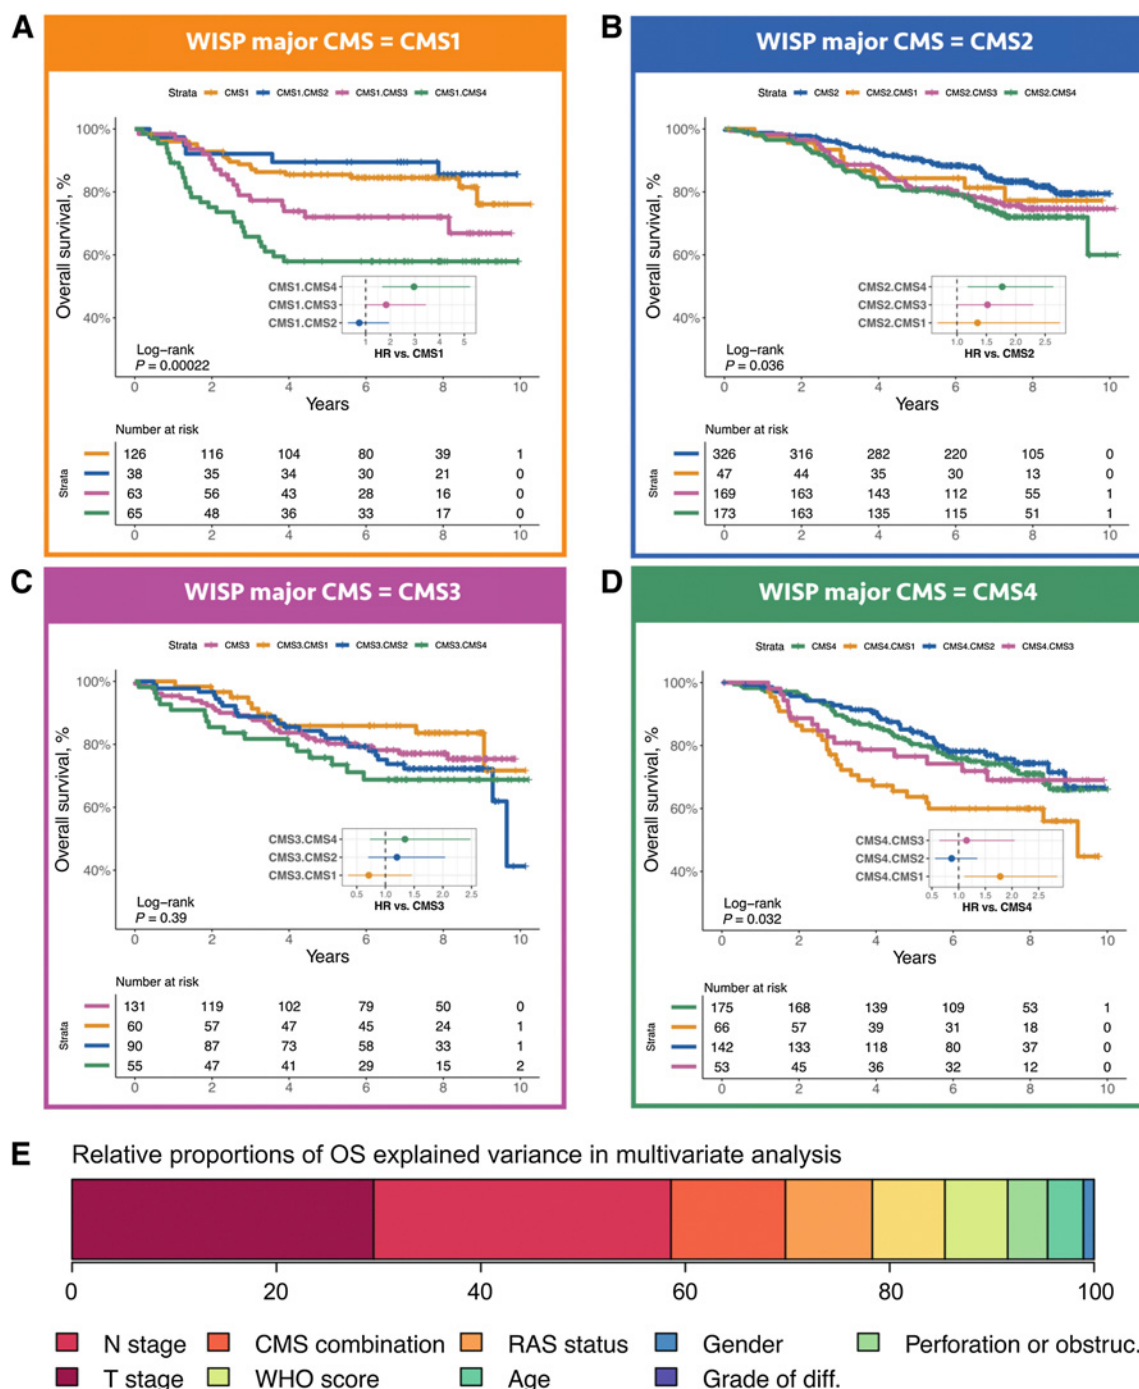 A
WISP major CMS = CMS1
Strata CMS1 CMS1.CMS2 CMS1.CMS3 CMS1.CMS4
Overall survival, %
100%
80%
60%
40%
CMS1.CMS4
CMS1.CMS3
CMS1.CMS2
0 1 2 3 4 5
HR vs. CMS1
Log-rank
P = 0.00022
0 2 4 6 8 10
Years
Number at risk
Strata
126 116 104 80 39 1
38 35 34 30 21 0
63 56 43 28 16 0
65 48 36 33 17 0
0 2 4 6 8 10
B
WISP major CMS = CMS2
Strata CMS2 CMS2.CMS1 CMS2.CMS3 CMS2.CMS4
Overall survival, %
100%
80%
60%
40%
CMS2.CMS4
CMS2.CMS3
CMS2.CMS1
1.0 1.5 2.0 2.5
HR vs. CMS2
Log-rank
P = 0.036
0 2 4 6 8 10
Years
Number at risk
Strata
326 316 282 220 105 0
47 44 35 30 13 0
169 163 143 112 55 1
173 163 135 115 51 1
0 2 4 6 8 10
C
WISP major CMS = CMS3
Strata CMS3 CMS3.CMS1 CMS3.CMS2 CMS3.CMS4
Overall survival, %
100%
80%
60%
40%
CMS3.CMS4
CMS3.CMS2
CMS3.CMS1
0.5 1.0 1.5 2.0 2.5
HR vs. CMS3
Log-rank
P = 0.39
0 2 4 6 8 10
Years
Number at risk
Strata
131 119 102 79 50 0
60 57 47 45 24 1
90 87 73 58 33 1
55 47 41 29 15 2
0 2 4 6 8 10
D
WISP major CMS = CMS4
Strata CMS4 CMS4.CMS1 CMS4.CMS2 CMS4.CMS3
Overall survival, %
100%
80%
60%
40%
CMS4.CMS3
CMS4.CMS2
CMS4.CMS1
0.5 1.0 1.5 2.0 2.5
HR vs. CMS4
Log-rank
P = 0.032
0 2 4 6 8 10
Years
Number at risk
Strata
175 168 139 109 53 1
66 57 39 31 18 0
142 133 118 80 37 0
53 45 36 32 12 0
0 2 4 6 8 10
E
Relative proportions of OS explained variance in multivariate analysis
0 20 40 60 80 100
N stage CMS combination RAS status Gender Perforation or obstruc.
T stage WHO score Age Grade of diff.